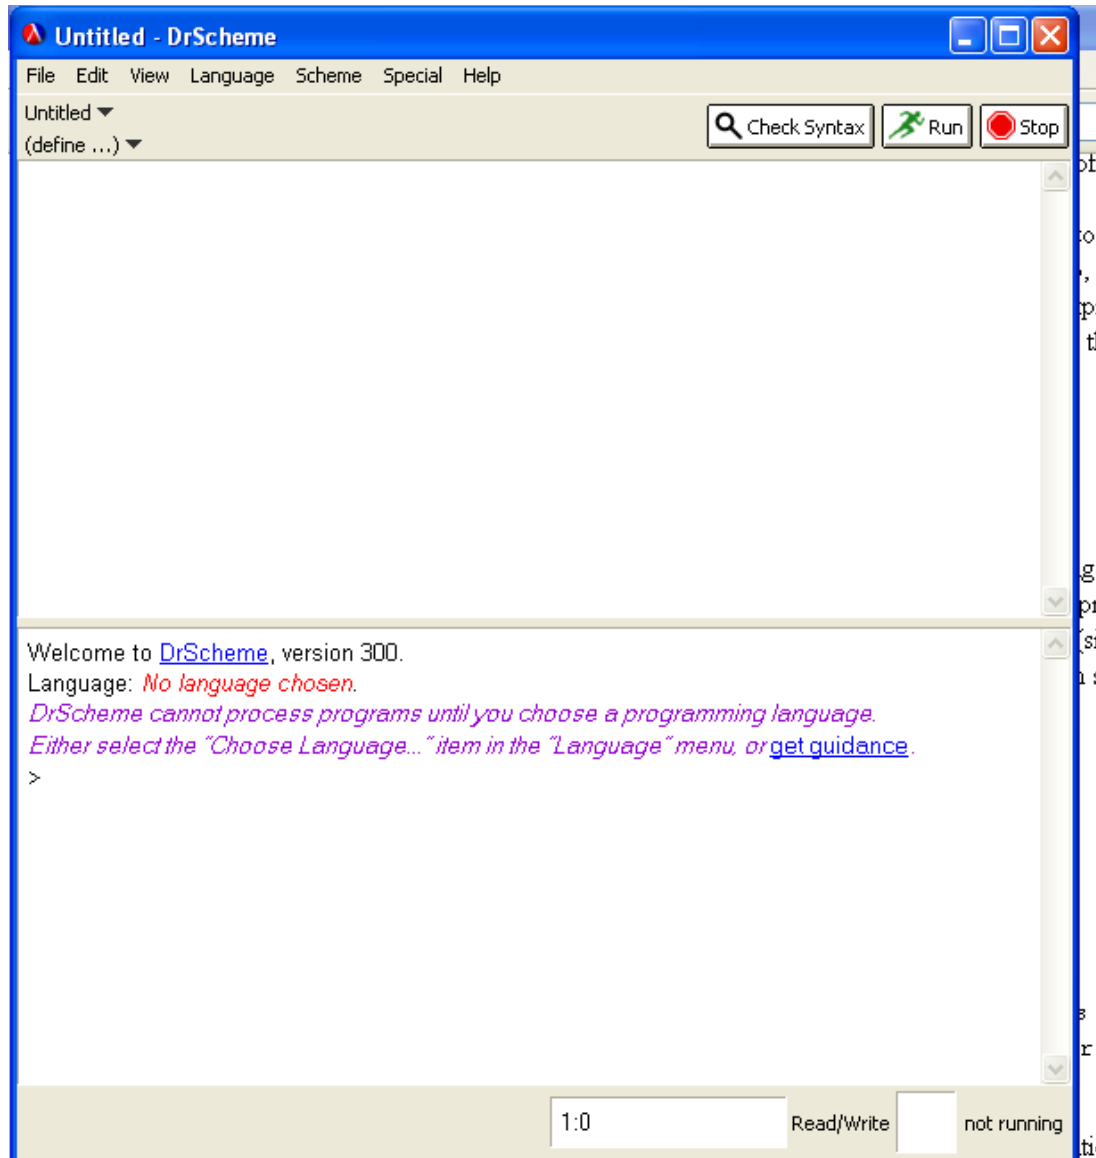 Untitled - DrScheme
File Edit View Language Scheme Special Help
Untitled
(define ...)
Check Syntax Run Stop
Welcome to DrScheme, version 300.
Language: No language chosen.
DrScheme cannot process programs until you choose a programming language.
Either select the "Choose Language..." item in the "Language" menu, or get guidance.
>
1:0 Read/Write not running